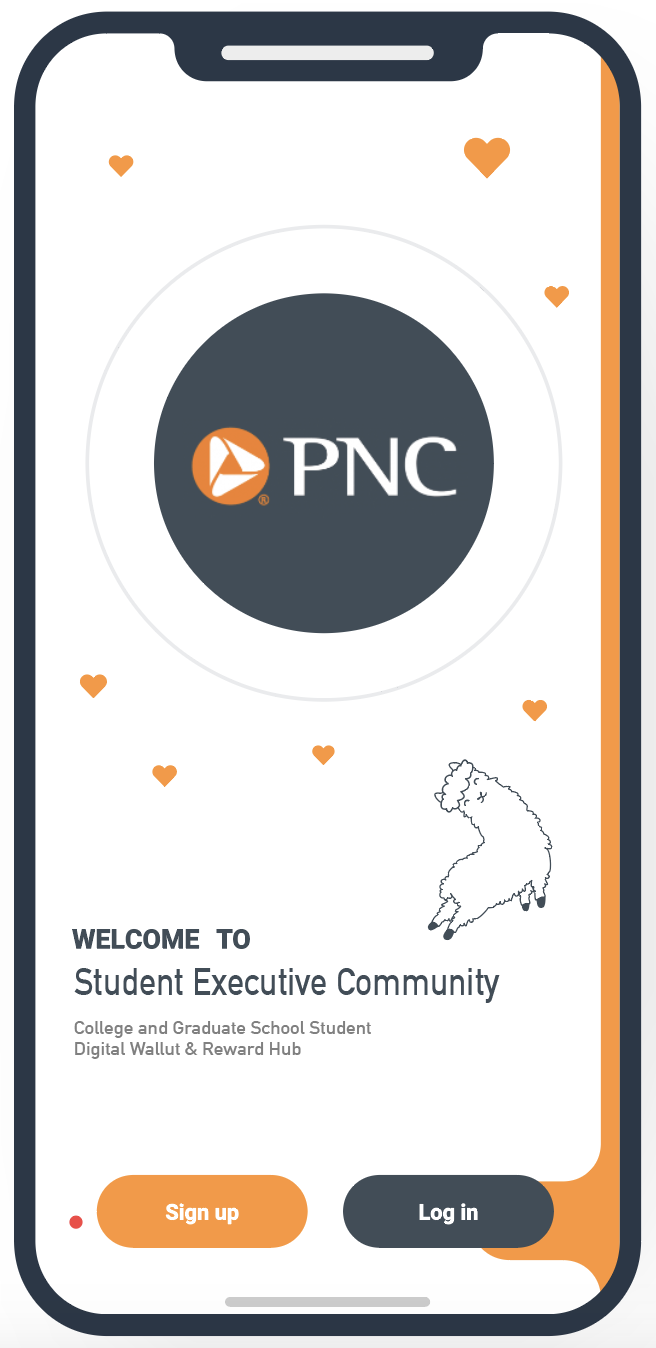 PNC
®
WELCOME TO
Student Executive Community
College and Graduate School Student
Digital Wallut & Reward Hub
Sign up
Log in